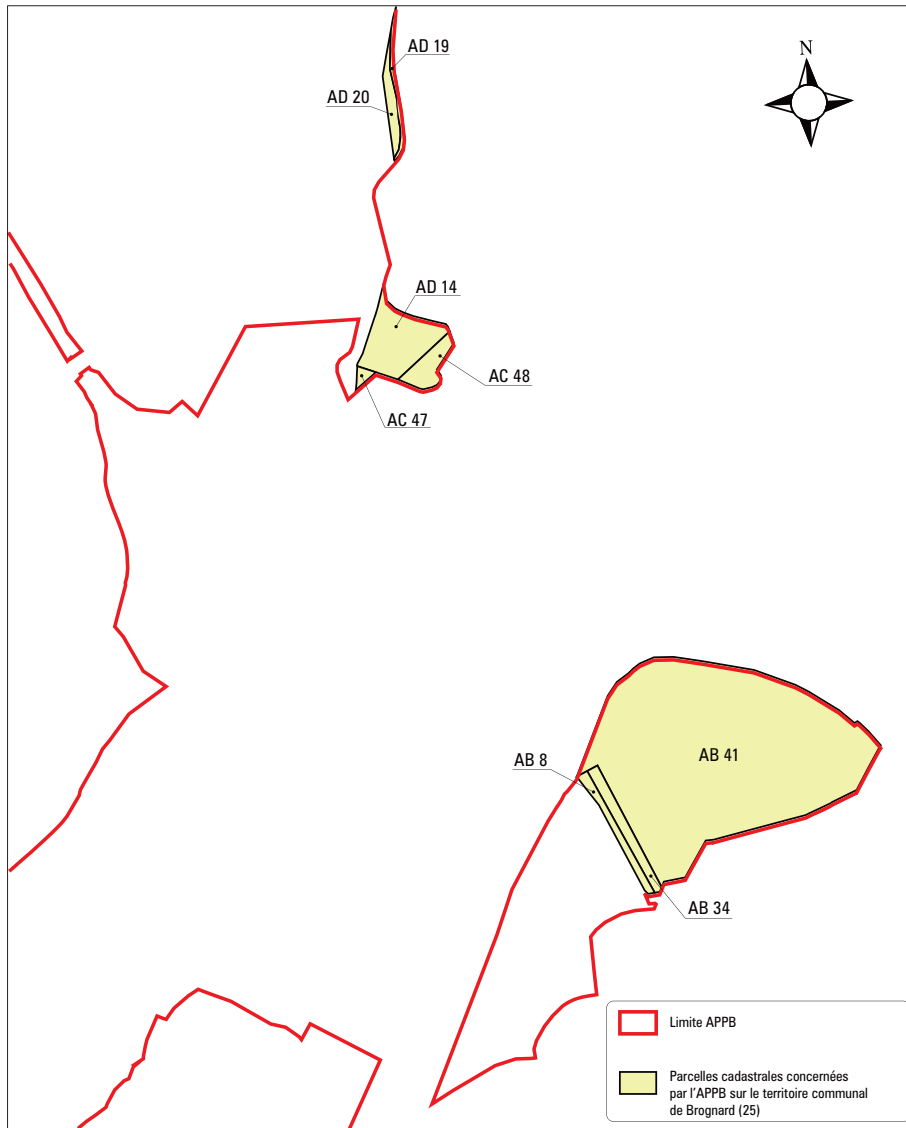 AD 19
N
AD 20
AD 14
AC 48
AC 47
AB 41
AB 8
AB 34
Limite APPB
Parcelles cadastrales concernées
par l'APPB sur le territoire communal
de Brognard (25)